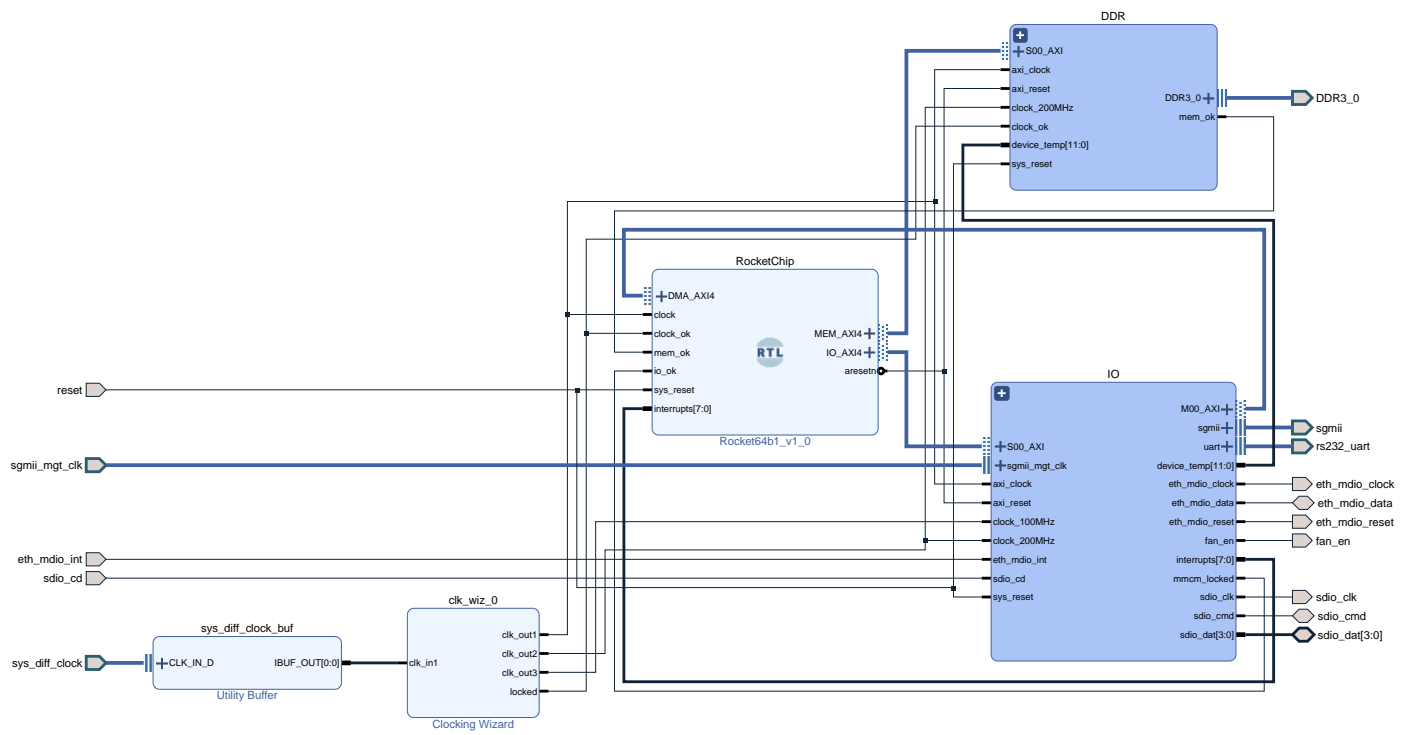 DDR
S00_AXI
axi_clock
axi_reset
clock_200MHz
clock_ok
device_temp[11:0]
sys_reset
DDR3_0
mem_ok
DDR3_0
RocketChip
DMA_AXI4
clock
clock_ok
mem_ok
io_ok
sys_reset
interrupts[7:0]
RTL
MEM_AXI4
IO_AXI4
aresetn
Rocket64b1_v1_0
reset
sgmii_mgt_clk
eth_mdio_int
sdio_cd
sys_diff_clock
IO
S00_AXI
sgmii_mgt_clk
axi_clock
axi_reset
clock_100MHz
clock_200MHz
eth_mdio_int
sdio_cd
sys_reset
M00_AXI
sgmii
uart
device_temp[11:0]
eth_mdio_clock
eth_mdio_data
eth_mdio_reset
fan_en
interrupts[7:0]
mmcm_locked
sdio_clk
sdio_cmd
sdio_dat[3:0]
sgmii
rs232_uart
eth_mdio_clock
eth_mdio_data
eth_mdio_reset
fan_en
sdio_clk
sdio_cmd
sdio_dat[3:0]
sys_diff_clock_buf
CLK_IN_D
IBUF_OUT[0:0]
Utility Buffer
clk_wiz_0
clk_in1
clk_out1
clk_out2
clk_out3
locked
Clocking Wizard